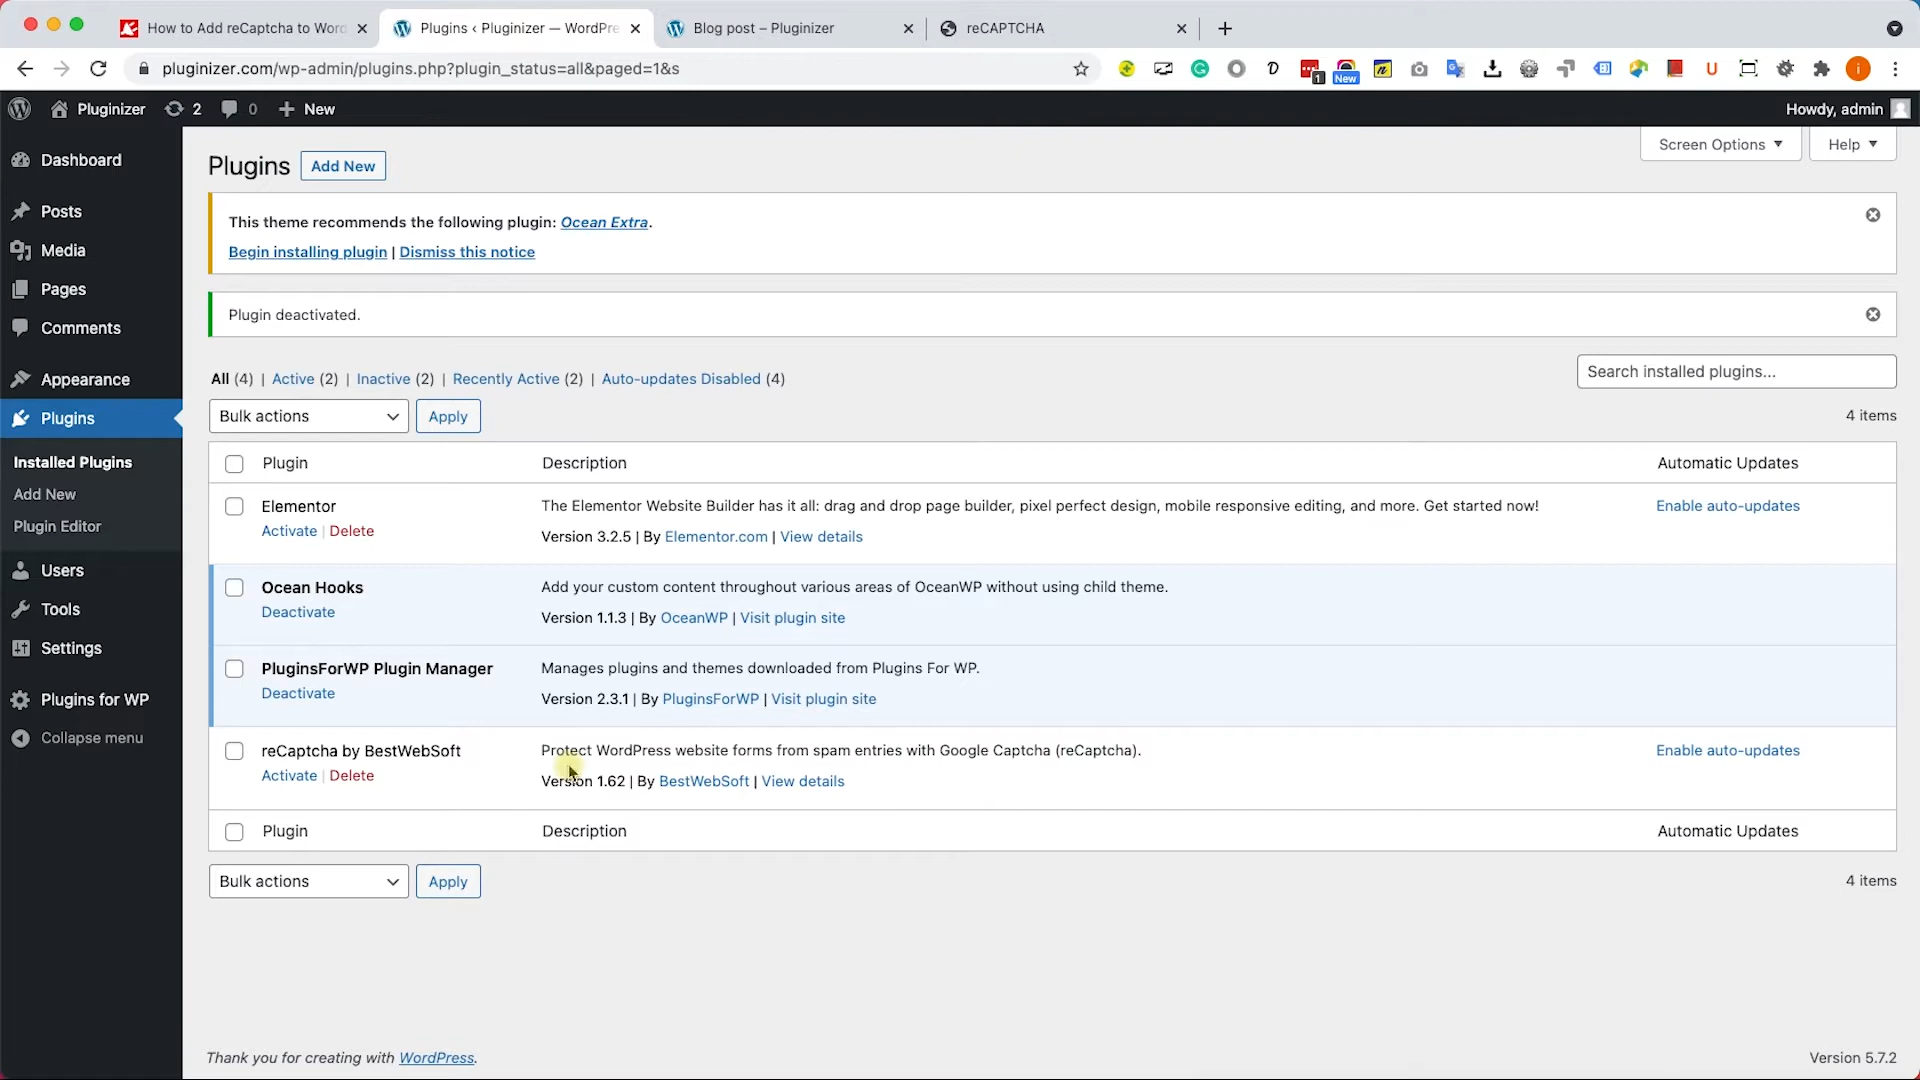 How to Add reCaptcha to Word
Plugins ‹ Pluginizer — WordPre
Blog post – Pluginizer
reCAPTCHA
pluginizer.com/wp-admin/plugins.php?plugin_status=all&paged=1&s
1
New
Pluginizer
2
0
New
Howdy, admin
Dashboard
Posts
Media
Pages
Comments
Appearance
Plugins
Installed Plugins
Add New
Plugin Editor
Users
Tools
Settings
Plugins for WP
Collapse menu
Screen Options
Help
Plugins
Add New
This theme recommends the following plugin: Ocean Extra.
Begin installing plugin | Dismiss this notice
Plugin deactivated.
All (4) | Active (2) | Inactive (2) | Recently Active (2) | Auto-updates Disabled (4)
Search installed plugins...
Bulk actions
Apply
4 items
Plugin
Description
Automatic Updates
Elementor
Activate | Delete
The Elementor Website Builder has it all: drag and drop page builder, pixel perfect design, mobile responsive editing, and more. Get started now!
Version 3.2.5 | By Elementor.com | View details
Enable auto-updates
Ocean Hooks
Deactivate
Add your custom content throughout various areas of OceanWP without using child theme.
Version 1.1.3 | By OceanWP | Visit plugin site
PluginsForWP Plugin Manager
Deactivate
Manages plugins and themes downloaded from Plugins For WP.
Version 2.3.1 | By PluginsForWP | Visit plugin site
reCaptcha by BestWebSoft
Activate | Delete
Protect WordPress website forms from spam entries with Google Captcha (reCaptcha).
Version 1.62 | By BestWebSoft | View details
Enable auto-updates
Plugin
Description
Automatic Updates
Bulk actions
Apply
4 items
Thank you for creating with WordPress.
Version 5.7.2